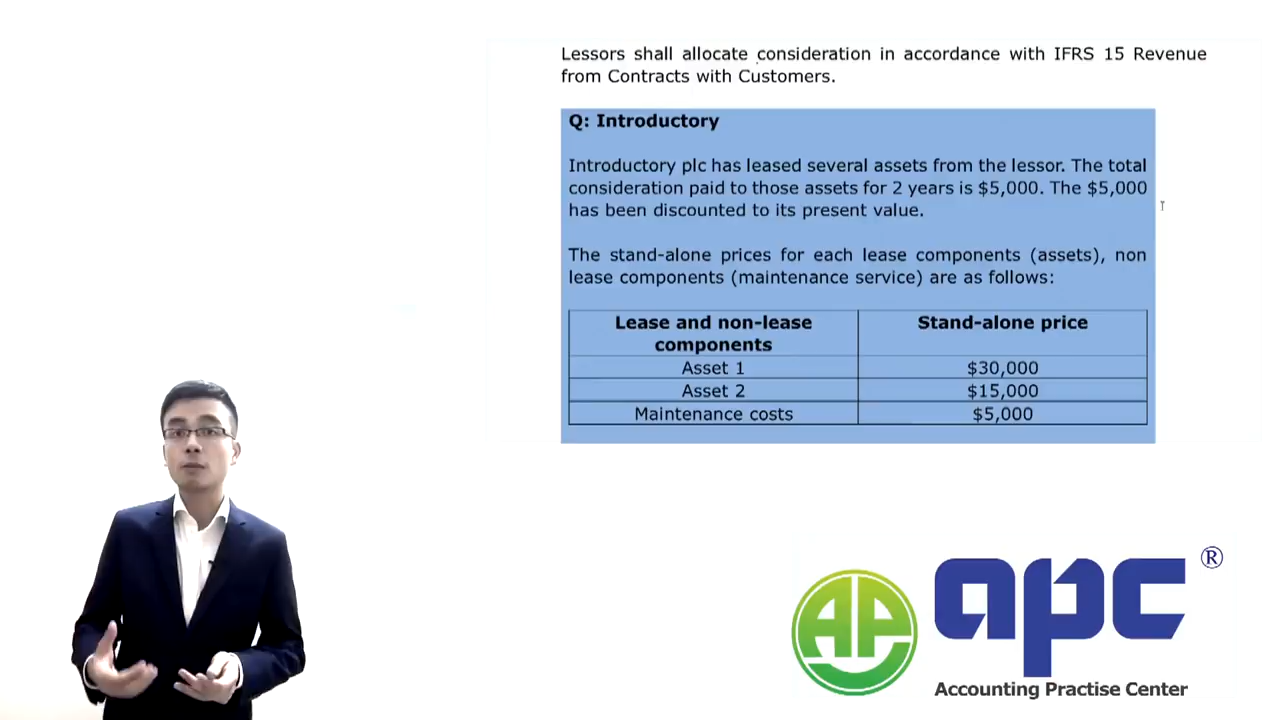 Lessors shall allocate consideration in accordance with IFRS 15 Revenue
from Contracts with Customers.
Q: Introductory
Introductory plc has leased several assets from the lessor. The total
consideration paid to those assets for 2 years is $5,000. The $5,000
has been discounted to its present value.
The stand-alone prices for each lease components (assets), non
lease components (maintenance service) are as follows:
Lease and non-lease components Stand-alone price
Asset 1 $30,000
Asset 2 $15,000
Maintenance costs $5,000
AP
apc ®
Accounting Practise Center